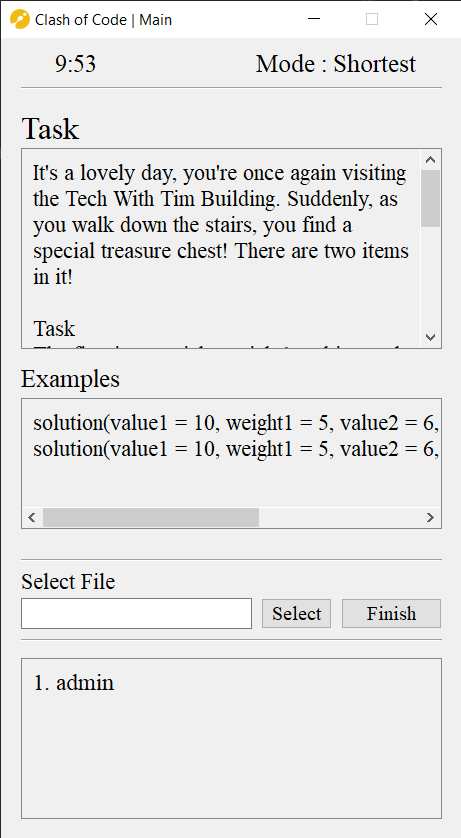 Clash of Code | Main
9:53
Mode : Shortest
Task
It's a lovely day, you're once again visiting
the Tech With Tim Building. Suddenly, as
you walk down the stairs, you find a
special treasure chest! There are two items
in it!
Task
Examples
solution(value1 = 10, weight1 = 5, value2 = 6,
solution(value1 = 10, weight1 = 5, value2 = 6,
Select File
Select
Finish
1. admin